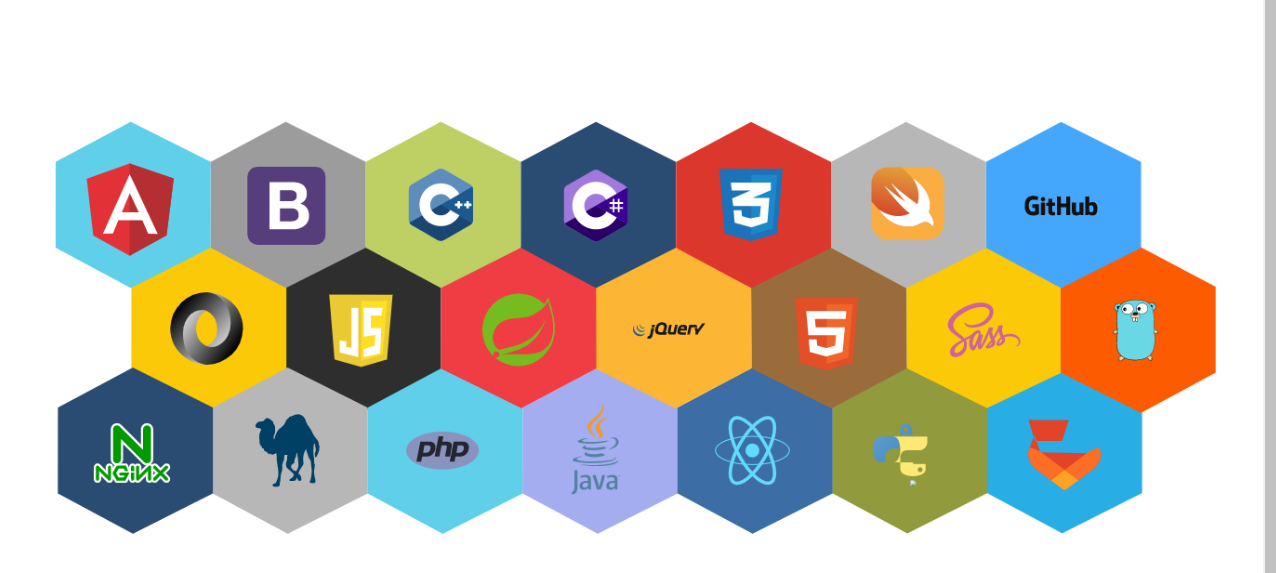 A
B
C++
C#
3
GitHub
JS
jQuery
5
Sass
N
NGiNX
php
Java